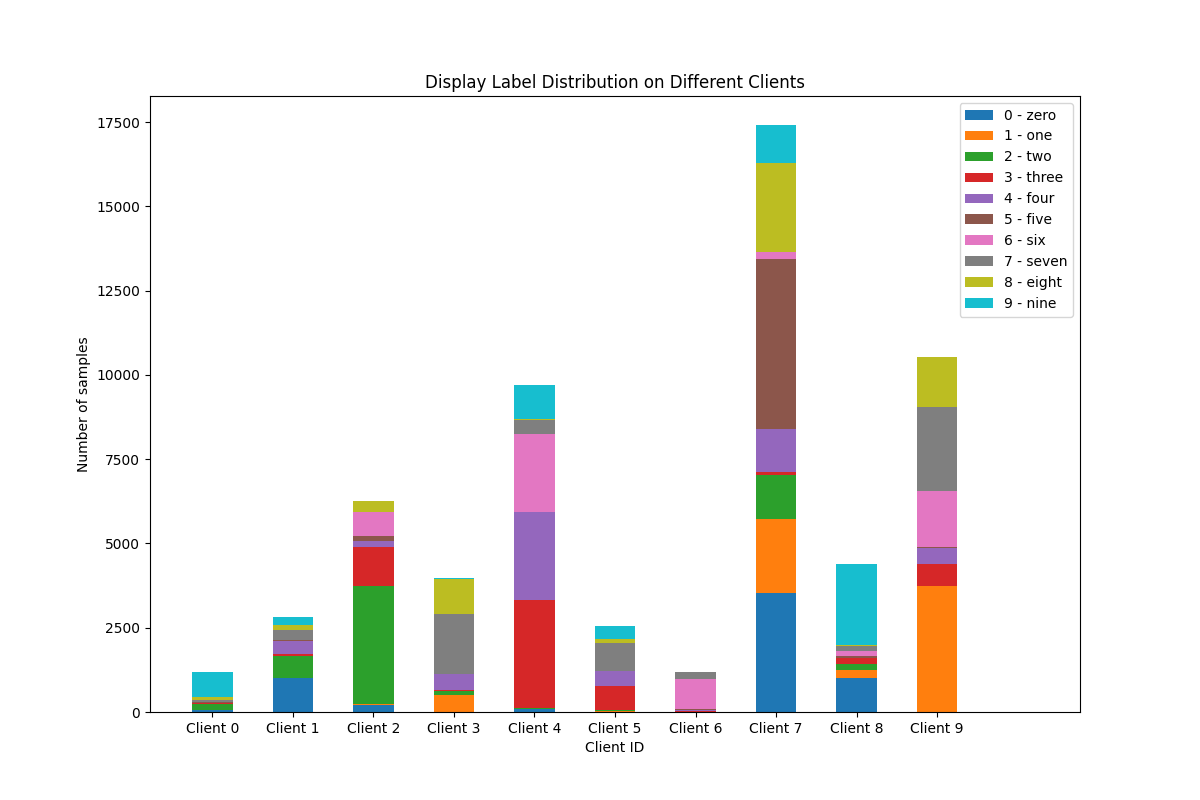 Display Label Distribution on Different Clients
17500
15000
12500
10000
7500
5000
2500
0
Number of samples
0 - zero
1 - one
2 - two
3 - three
4 - four
5 - five
6 - six
7 - seven
8 - eight
9 - nine
Client 0 Client 1 Client 2 Client 3 Client 4 Client 5 Client 6 Client 7 Client 8 Client 9
Client ID